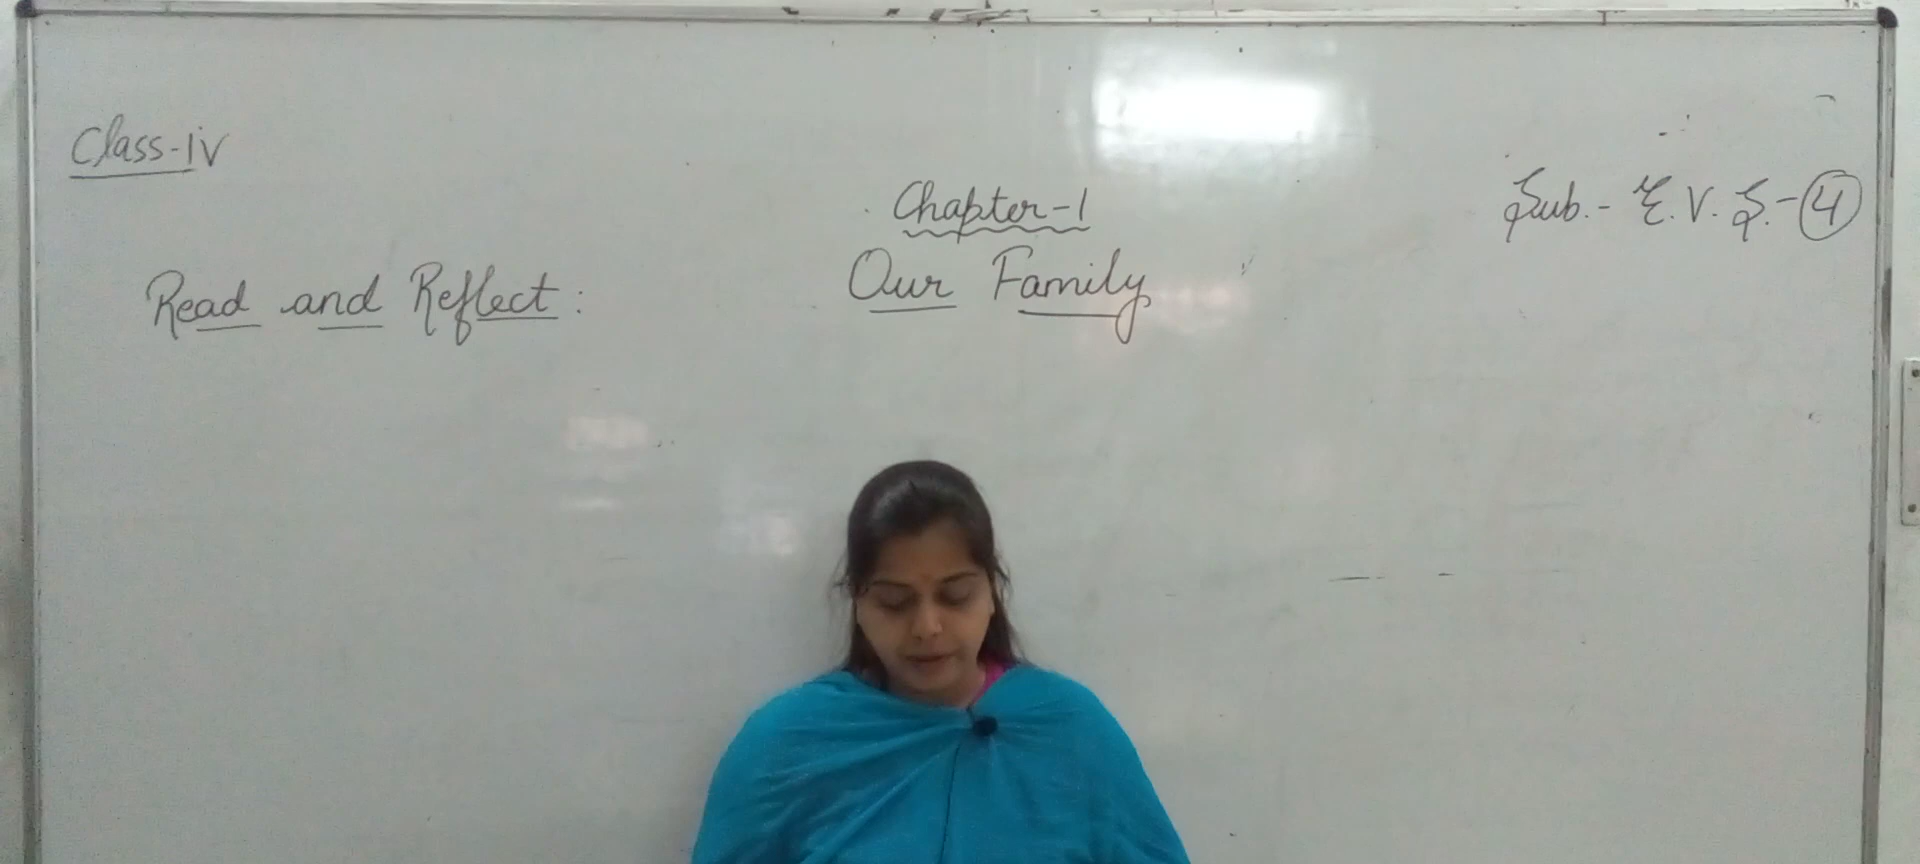 Class-iv
Chapter-1
Sub.- E.V.S.-4
Read and Reflect:
Our Family